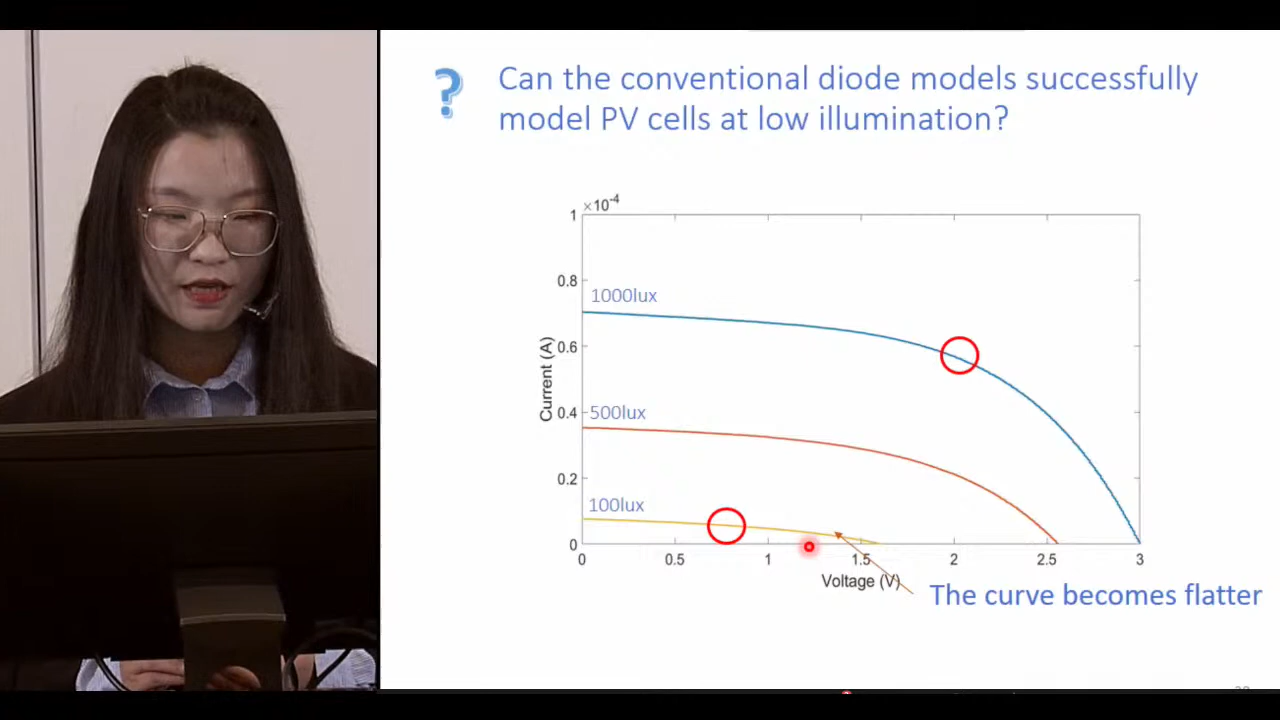 ?
Can the conventional diode models successfully
model PV cells at low illumination?
×10⁻⁴
1
0.8
0.6
0.4
0.2
0
Current (A)
1000lux
500lux
100lux
0 0.5 1 1.5 2 2.5 3
Voltage (V)
The curve becomes flatter